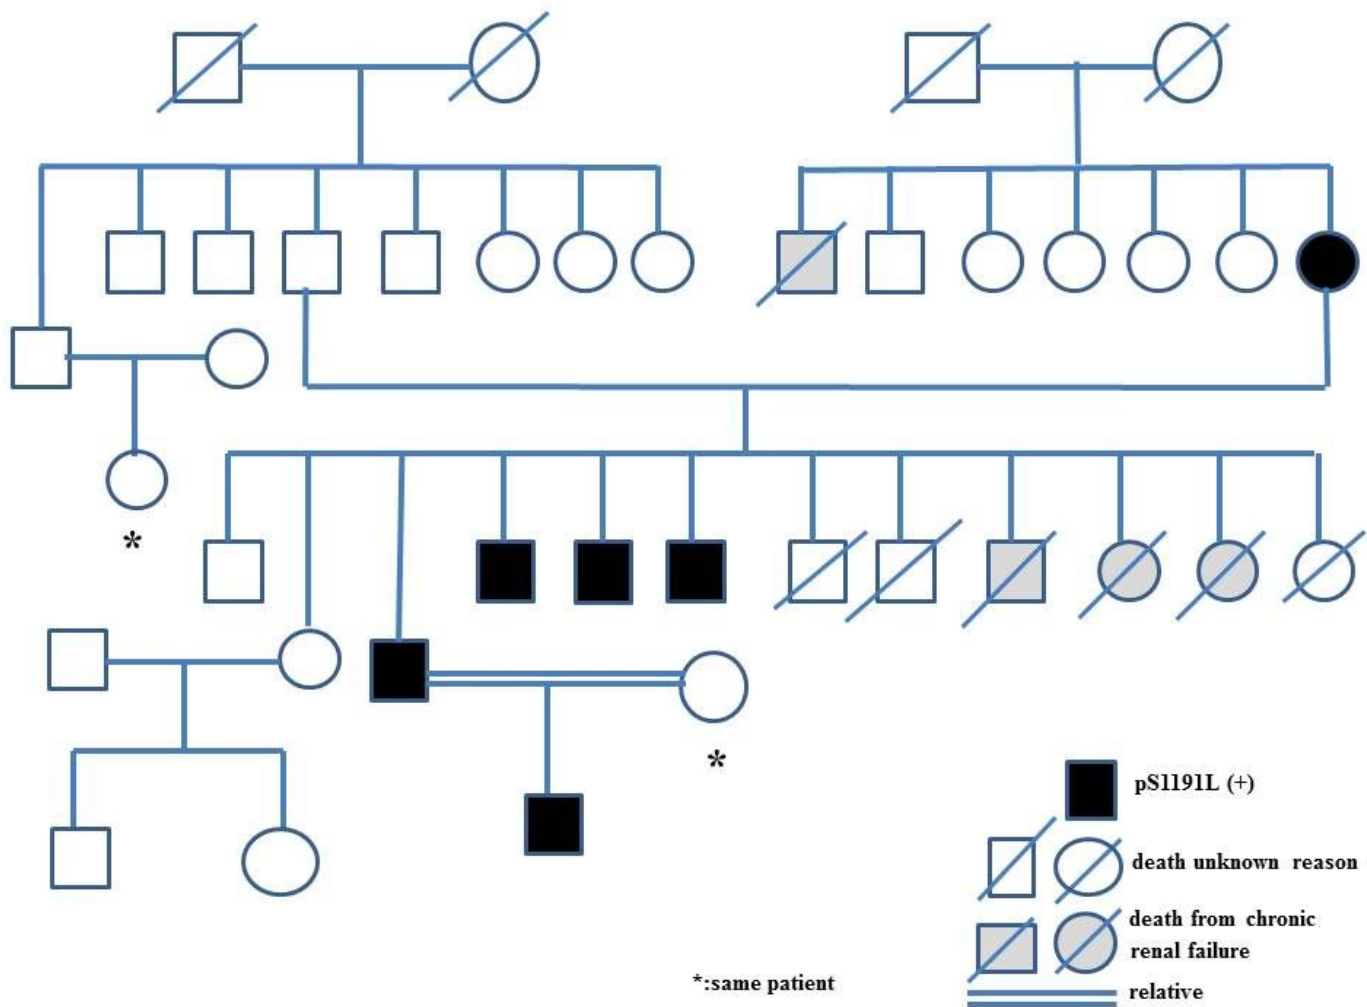 *
*
pS1191L (+)
death unknown reason
death from chronic
renal failure
*:same patient
relative